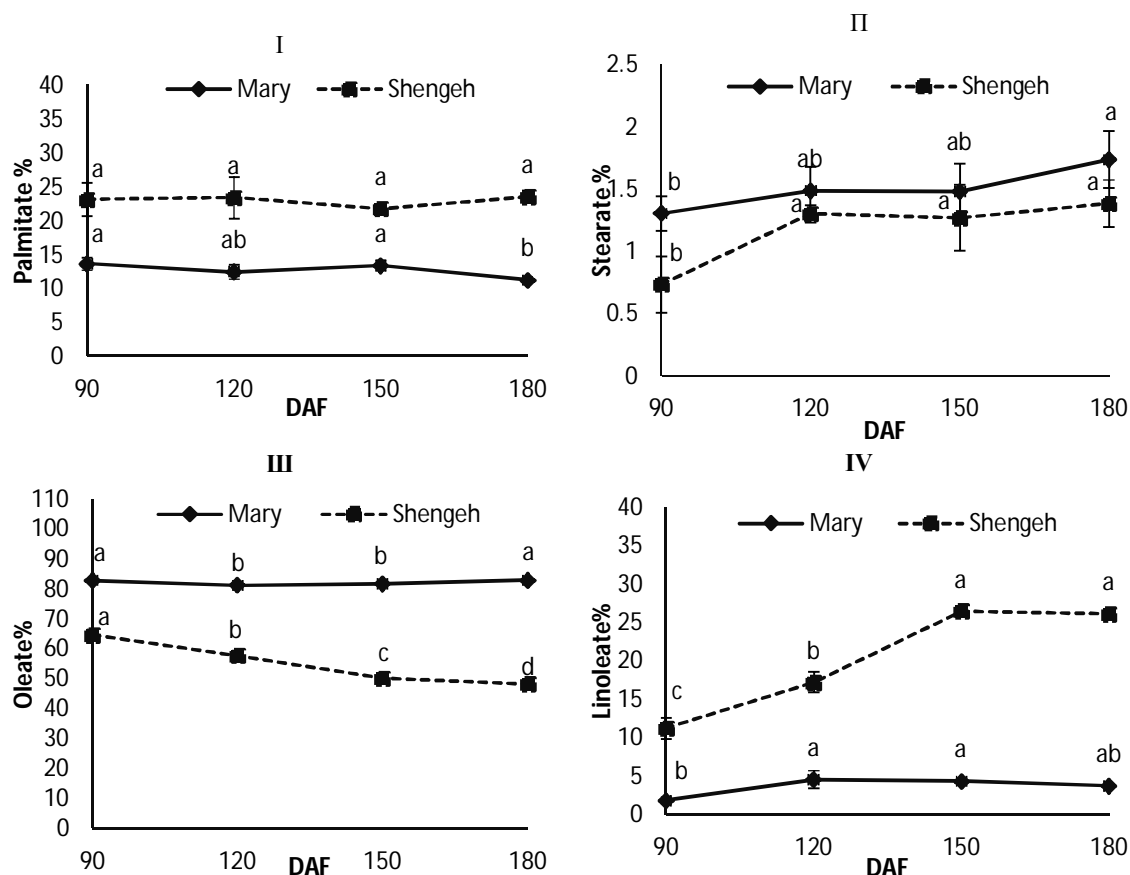 I
Mary Shengeh
Palmitate %
40
35
30
25
20
15
10
5
0
a a a a
a ab a b
90 120 150 180
DAF
II
Mary Shengeh
Stearate %
2.5
2
1.5
1
0.5
0
b ab ab a
b a a a
90 120 150 180
DAF
III
Mary Shengeh
Oleate%
110
100
90
80
70
60
50
40
30
20
10
0
a b b a
a b c d
90 120 150 180
DAF
IV
Mary Shengeh
Linoleate%
40
35
30
25
20
15
10
5
0
c b a a
b a a ab
90 120 150 180
DAF